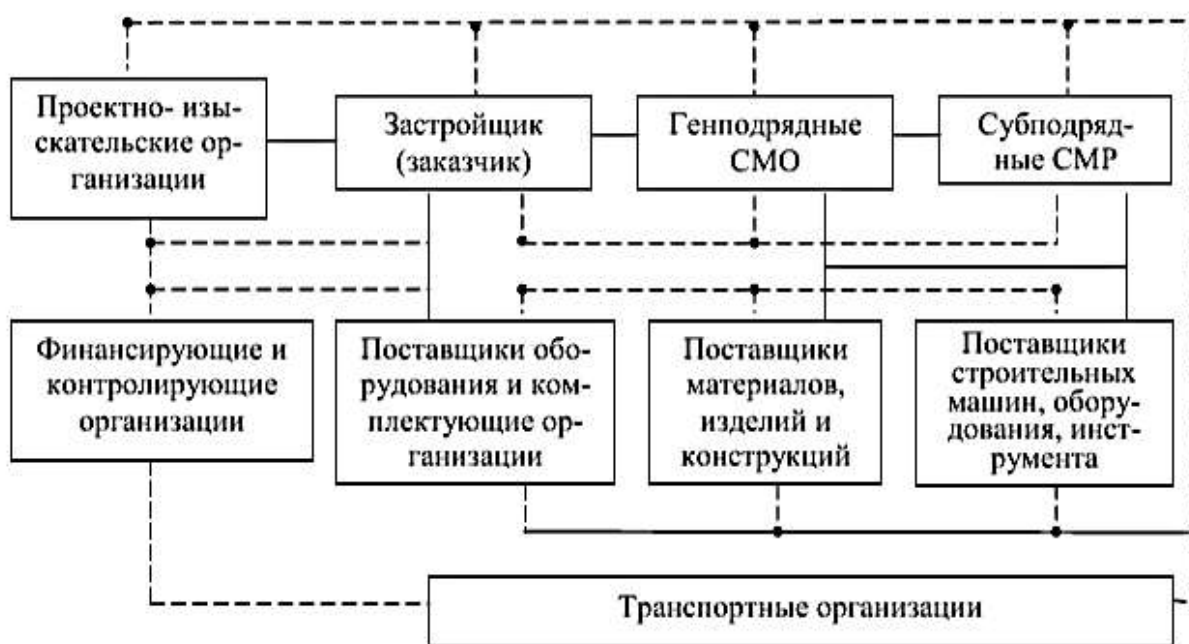 Проектно- изы-
скательские ор-
ганизации
Застройщик
(заказчик)
Генподрядные
СМО
Субподряд-
ные СМР
Финансирующие и
контролирующие
организации
Поставщики обо-
рудования и ком-
плектующие ор-
ганизации
Поставщики
материалов,
изделий и
конструкций
Поставщики
строительных
машин, обору-
дования, инст-
румента
Транспортные организации